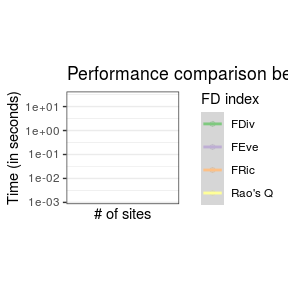 Performance comparison be
Time (in seconds)
1e+01
1e+00
1e-01
1e-02
1e-03
# of sites
FD index
FDiv
FEve
FRic
Rao's Q